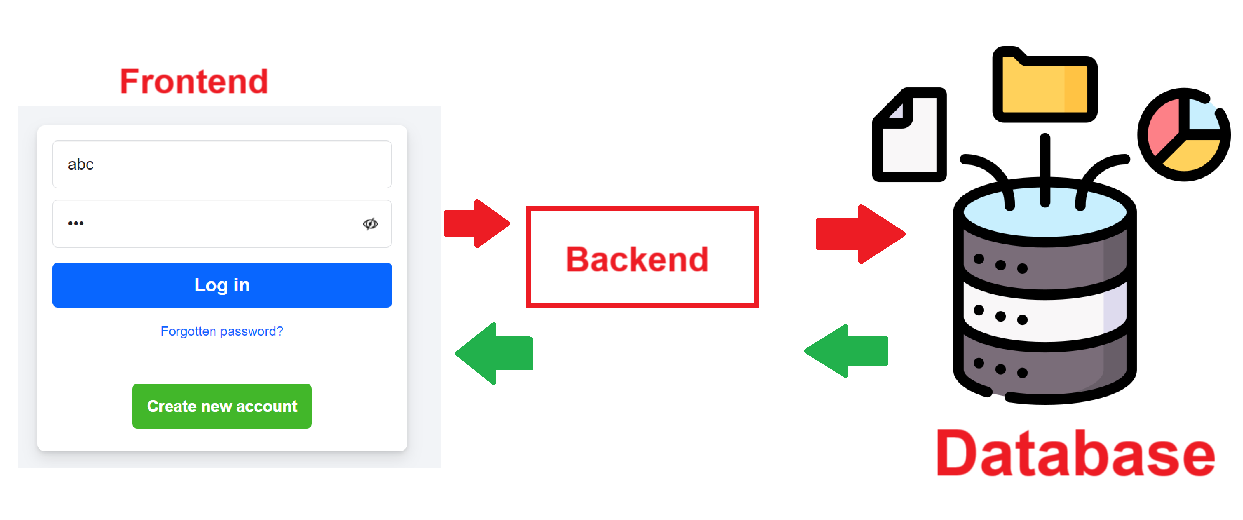 Frontend
abc
•••
Log in
Forgotten password?
Create new account
Backend
Database